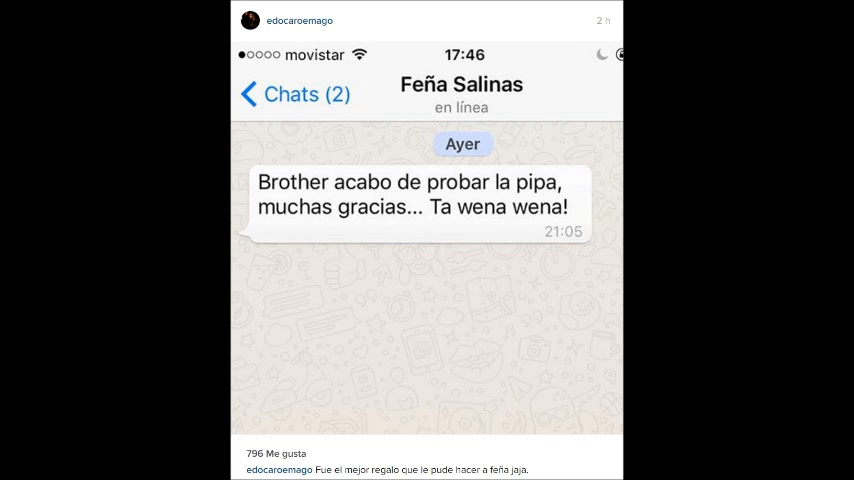 edocaroemago
2 h
movistar
17:46
Chats (2)
Feña Salinas
en línea
Ayer
Brother acabo de probar la pipa,
muchas gracias... Ta wena wena!
21:05
796 Me gusta
edocaroemago Fue el mejor regalo que le pude hacer a feña jaja.